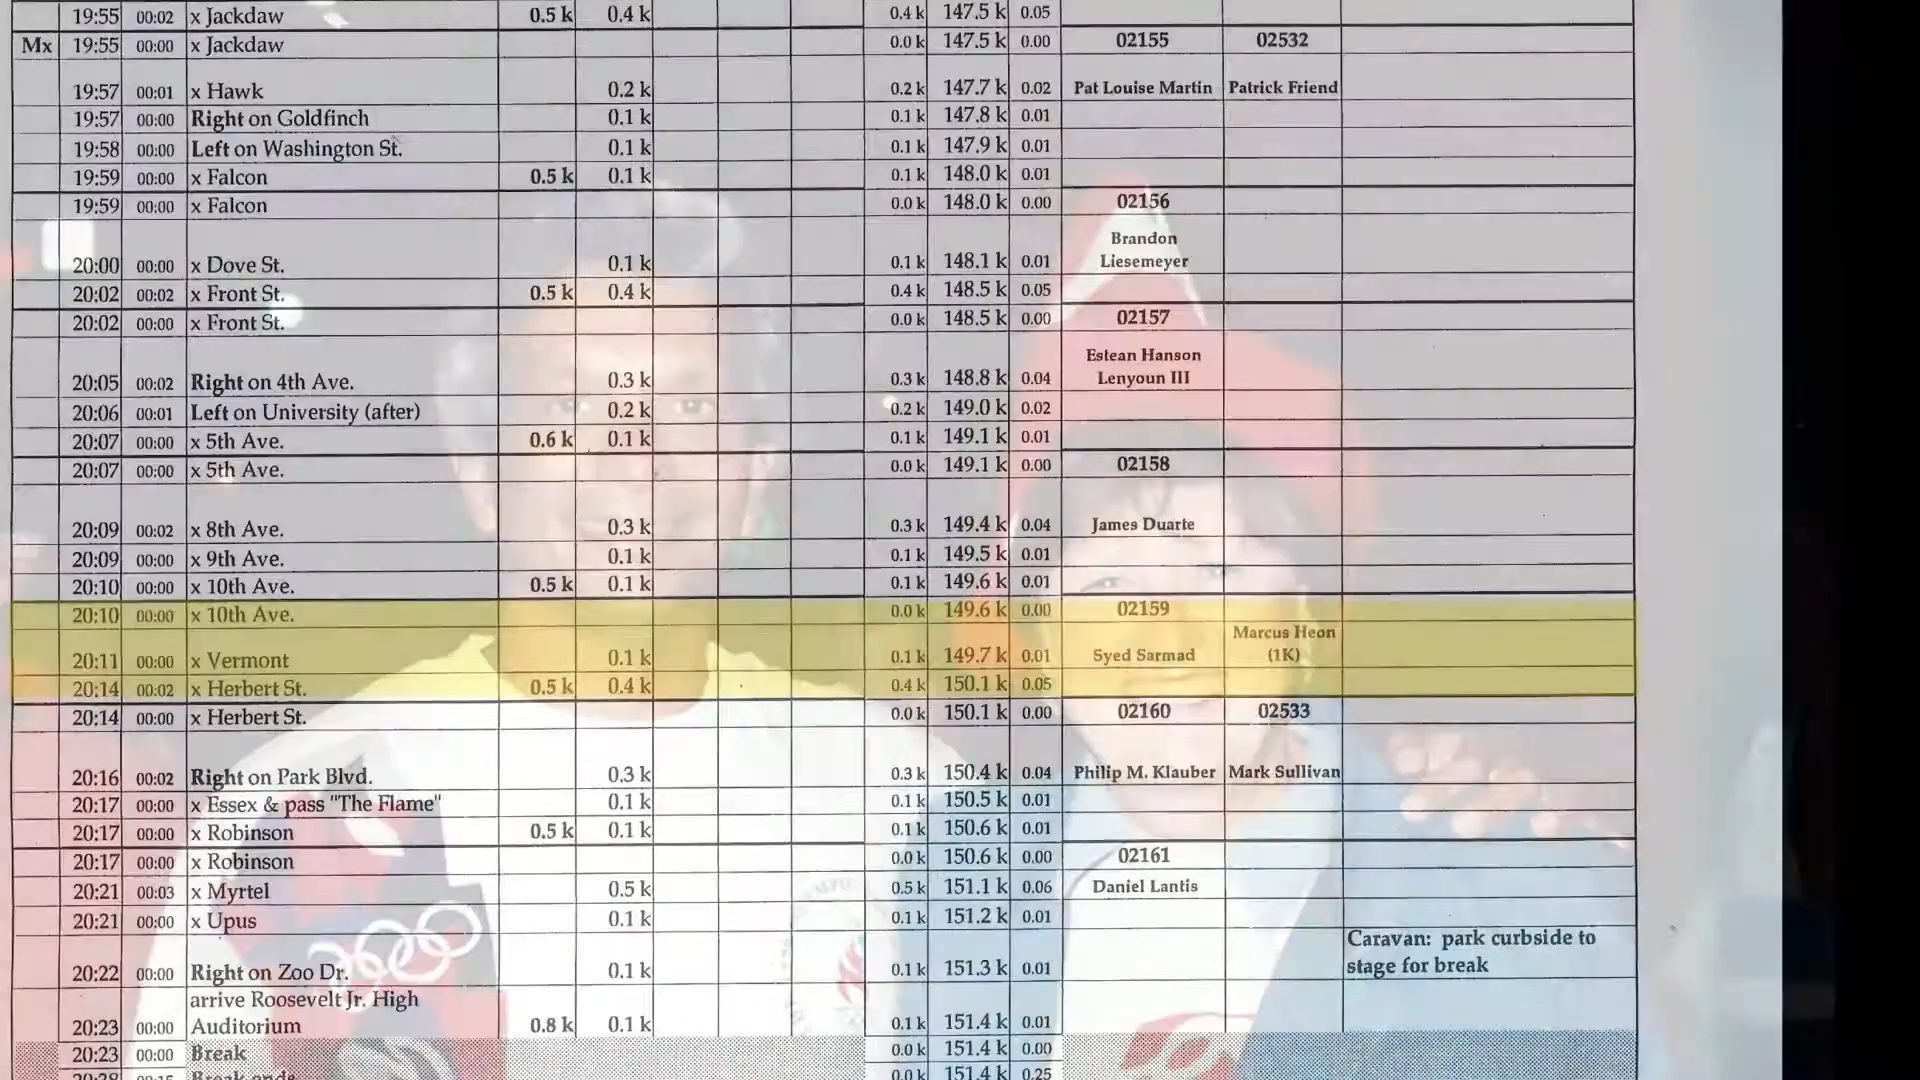 19:55 00:02 x Jackdaw 0.5 k 0.4 k 0.4 k 147.5 k 0.05
Mx 19:55 00:00 x Jackdaw 0.0 k 147.5 k 0.00 02155 02532
19:57 00:01 x Hawk 0.2 k 0.2 k 147.7 k 0.02 Pat Louise Martin Patrick Friend
19:57 00:00 Right on Goldfinch 0.1 k 0.1 k 147.8 k 0.01
19:58 00:00 Left on Washington St. 0.1 k 0.1 k 147.9 k 0.01
19:59 00:00 x Falcon 0.5 k 0.1 k 0.1 k 148.0 k 0.01
19:59 00:00 x Falcon 0.0 k 148.0 k 0.00 02156
Brandon
20:00 00:00 x Dove St. 0.1 k 0.1 k 148.1 k 0.01 Liesemeyer
20:02 00:02 x Front St. 0.5 k 0.4 k 0.4 k 148.5 k 0.05
20:02 00:00 x Front St. 0.0 k 148.5 k 0.00 02157
Estean Hanson
20:05 00:02 Right on 4th Ave. 0.3 k 0.3 k 148.8 k 0.04 Lenyoun III
20:06 00:01 Left on University (after) 0.2 k 0.2 k 149.0 k 0.02
20:07 00:00 x 5th Ave. 0.6 k 0.1 k 0.1 k 149.1 k 0.01
20:07 00:00 x 5th Ave. 0.0 k 149.1 k 0.00 02158
20:09 00:02 x 8th Ave. 0.3 k 0.3 k 149.4 k 0.04 James Duarte
20:09 00:00 x 9th Ave. 0.1 k 0.1 k 149.5 k 0.01
20:10 00:00 x 10th Ave. 0.5 k 0.1 k 0.1 k 149.6 k 0.01
20:10 00:00 x 10th Ave. 0.0 k 149.6 k 0.00 02159
Marcus Heon
20:11 00:00 x Vermont 0.1 k 0.1 k 149.7 k 0.01 Syed Sarmad (1K)
20:14 00:02 x Herbert St. 0.5 k 0.4 k 0.4 k 150.1 k 0.05
20:14 00:00 x Herbert St. 0.0 k 150.1 k 0.00 02160 02533
20:16 00:02 Right on Park Blvd. 0.3 k 0.3 k 150.4 k 0.04 Philip M. Klauber Mark Sullivan
20:17 00:00 x Essex & pass "The Flame" 0.1 k 0.1 k 150.5 k 0.01
20:17 00:00 x Robinson 0.5 k 0.1 k 0.1 k 150.6 k 0.01
20:17 00:00 x Robinson 0.0 k 150.6 k 0.00 02161
20:21 00:03 x Myrtel 0.5 k 0.5 k 151.1 k 0.06 Daniel Lantis
20:21 00:00 x Upus 0.1 k 0.1 k 151.2 k 0.01
Caravan: park curbside to
20:22 00:00 Right on Zoo Dr. 0.1 k 0.1 k 151.3 k 0.01 stage for break
arrive Roosevelt Jr. High
20:23 00:00 Auditorium 0.8 k 0.1 k 0.1 k 151.4 k 0.01
20:23 00:00 Break 0.0 k 151.4 k 0.00
0.0 k 151.4 k 0.25